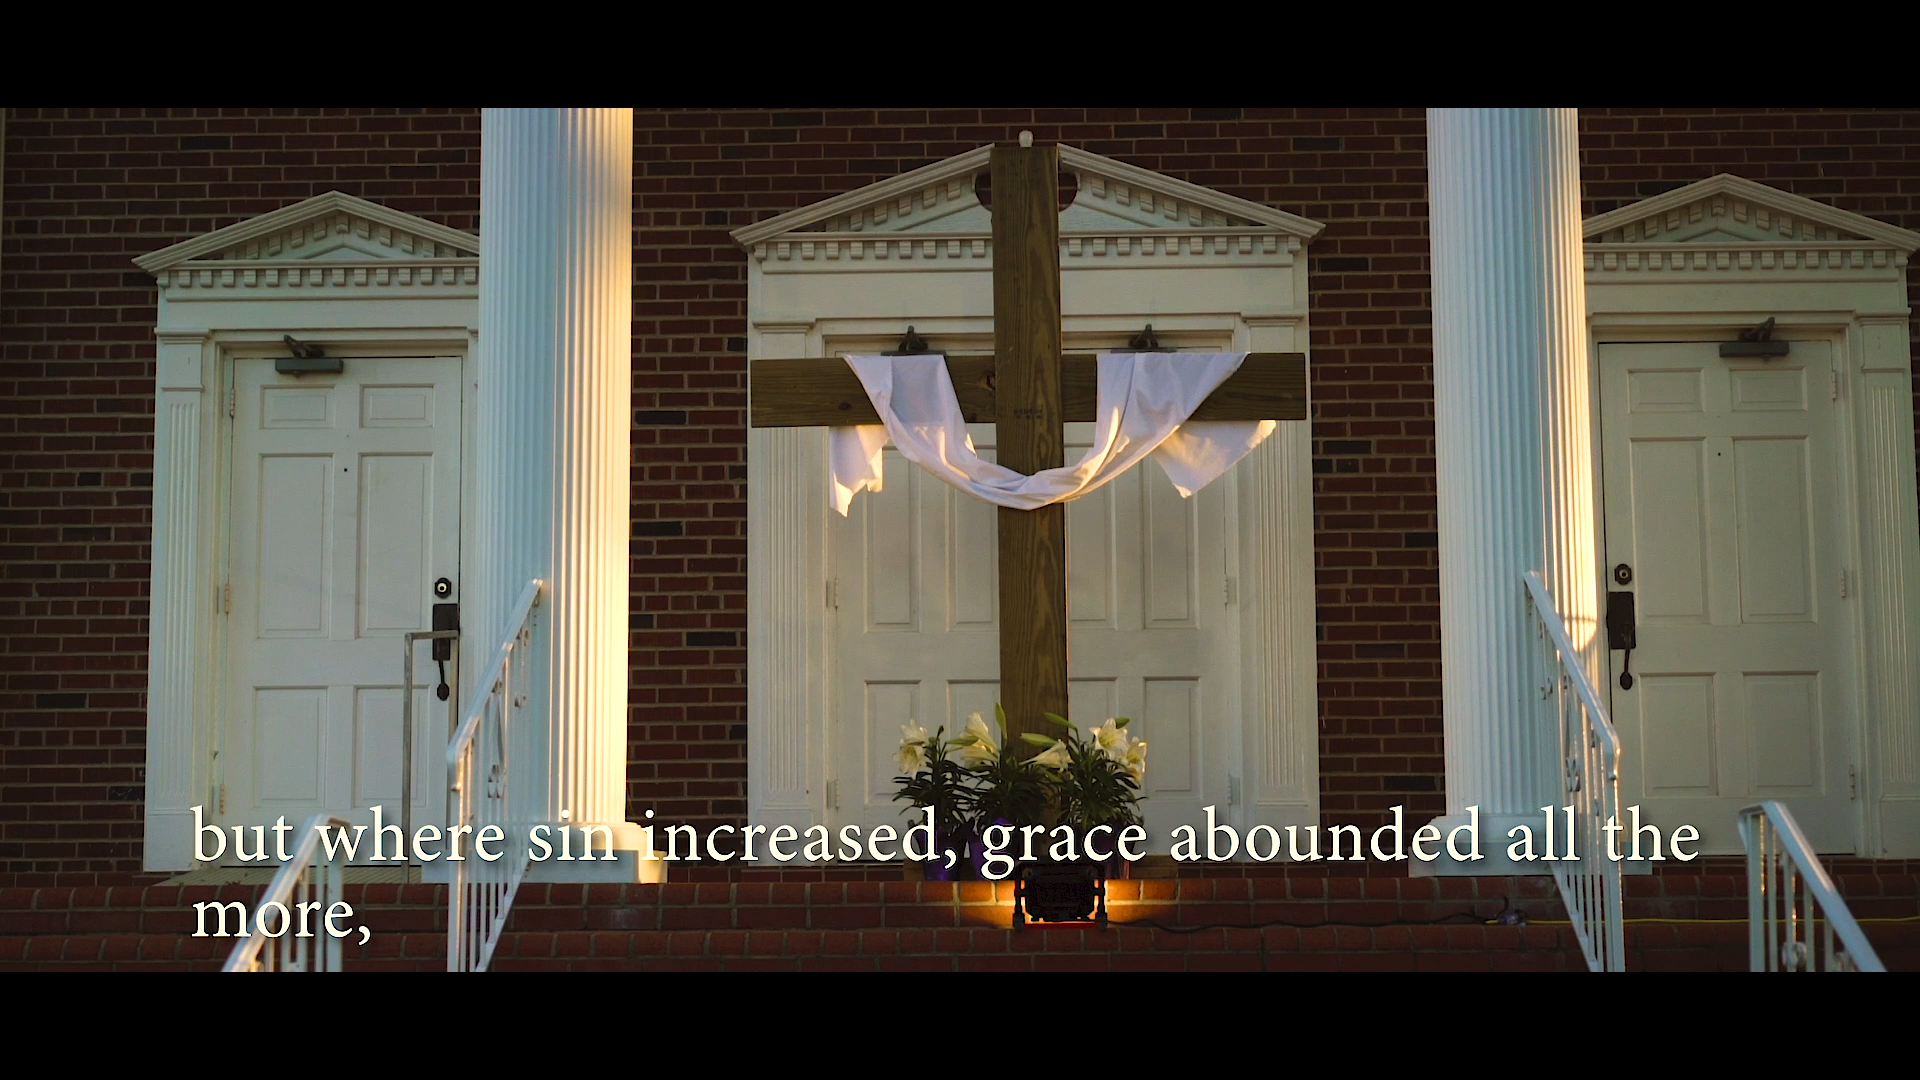 but where sin increased, grace abounded all the
more,